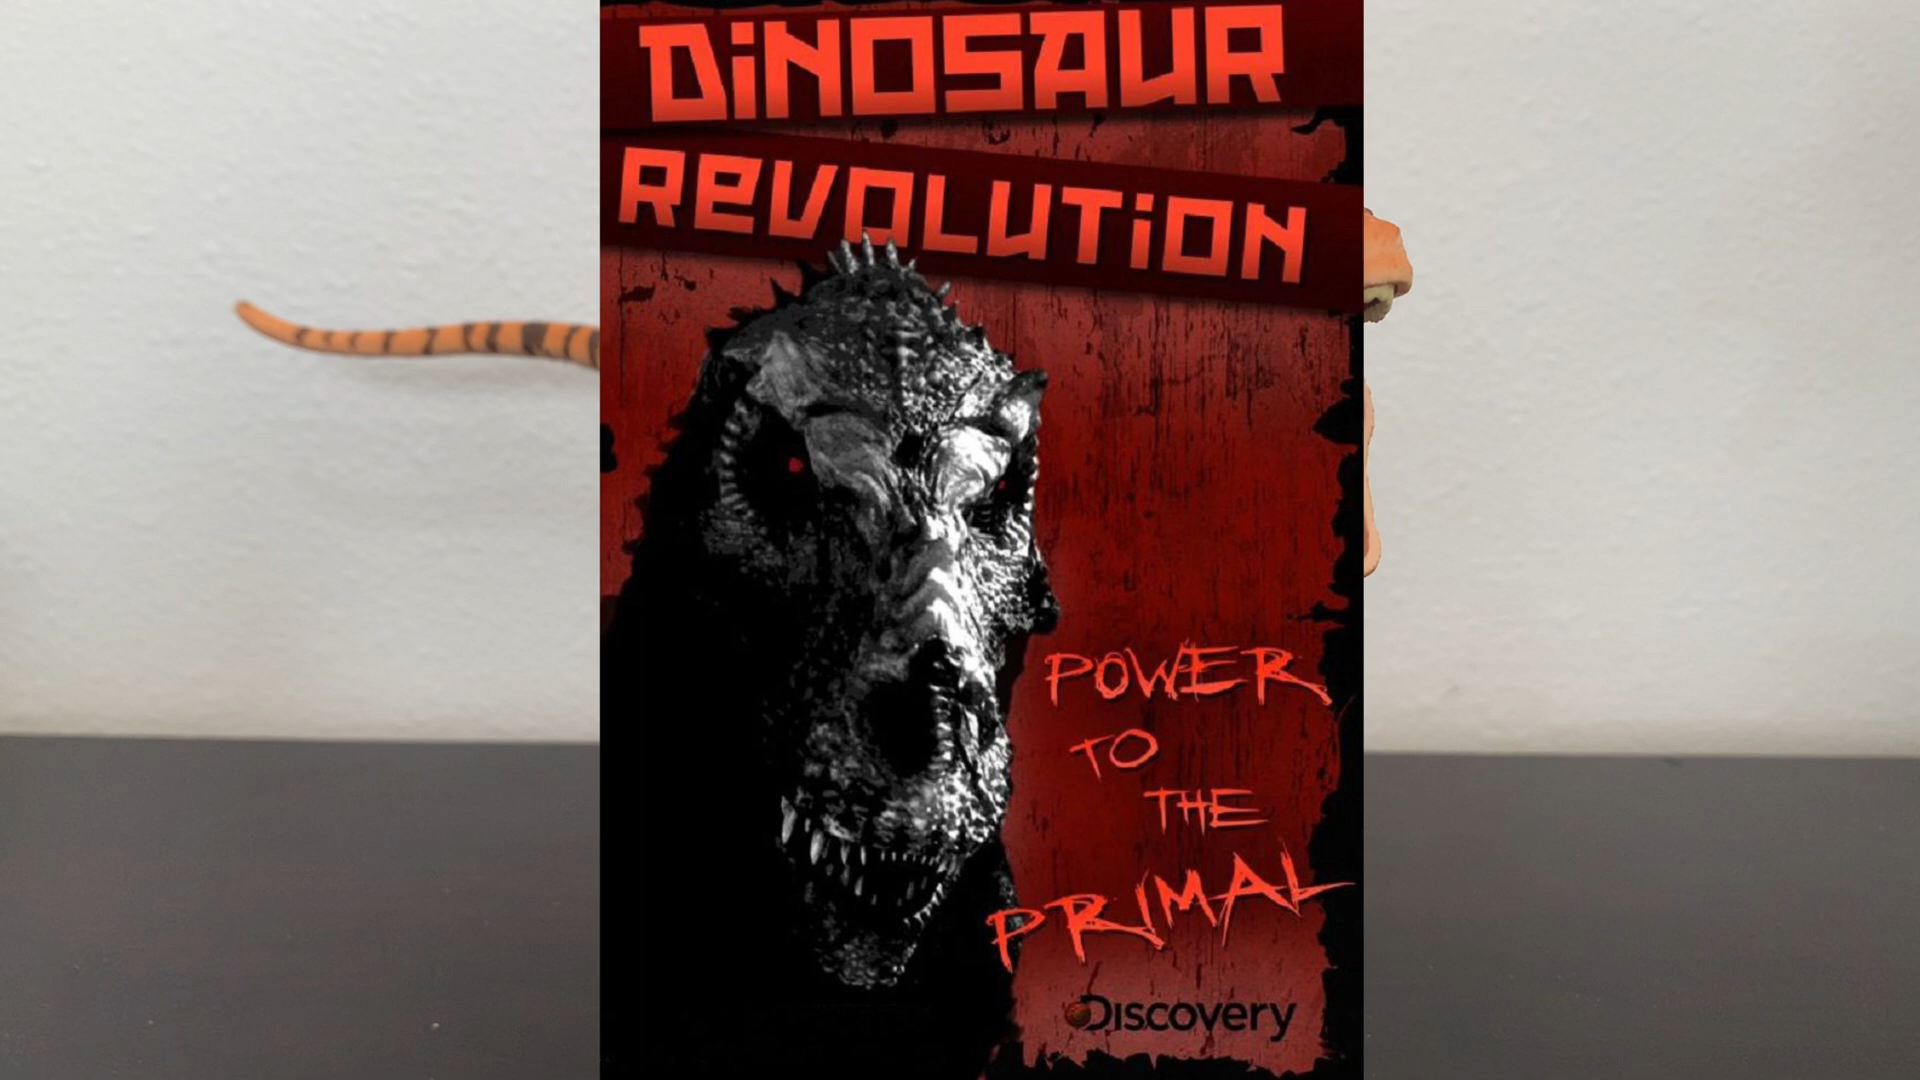 DiNOSAUR
REVOLUTiON
POWER
TO
THE
PRIMAL
Discovery